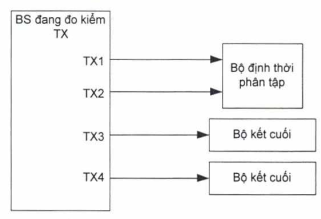 BS đang đo kiểm
TX
TX1
Bộ định thời
phân tập
TX2
TX3
Bộ kết cuối
TX4
Bộ kết cuối